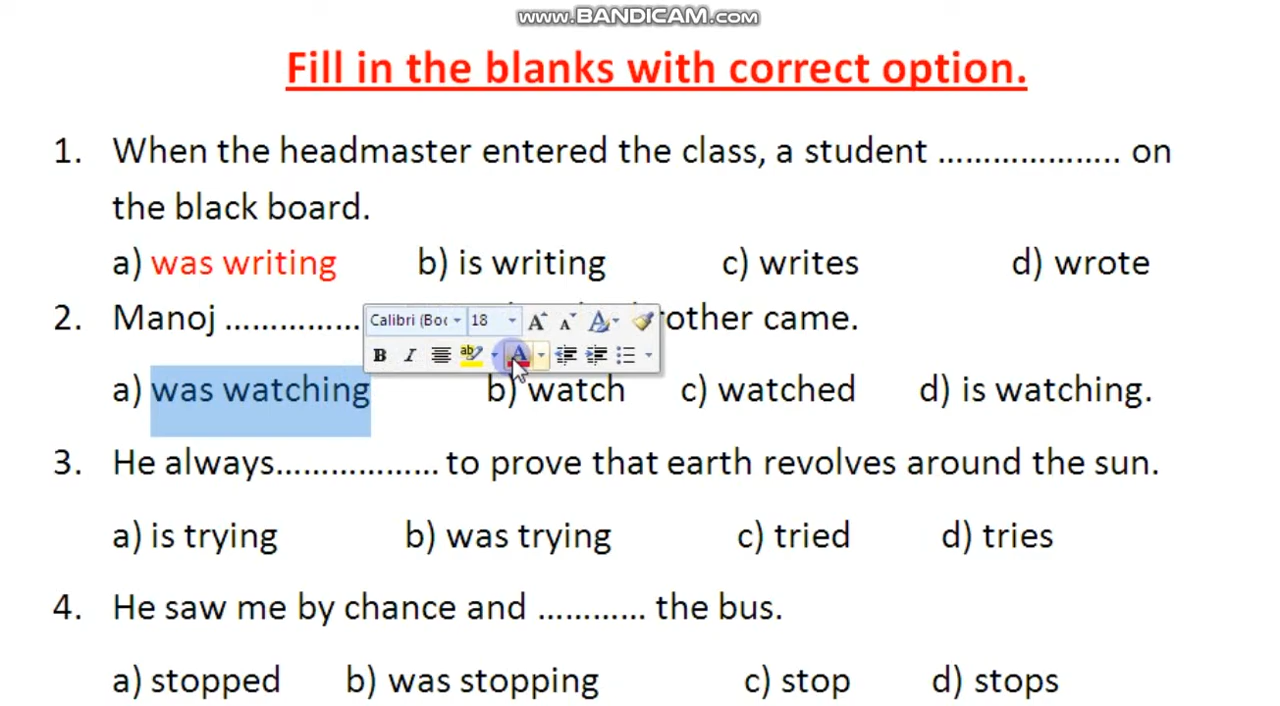 www.BANDICAM.com
Fill in the blanks with correct option.
1. When the headmaster entered the class, a student ………………….. on
the black board.
a) was writing b) is writing c) writes d) wrote
2. Manoj …………… rother came.
Calibri (Boc 18
a) was watching b) watch c) watched d) is watching.
3. He always……………… to prove that earth revolves around the sun.
a) is trying b) was trying c) tried d) tries
4. He saw me by chance and ………… the bus.
a) stopped b) was stopping c) stop d) stops